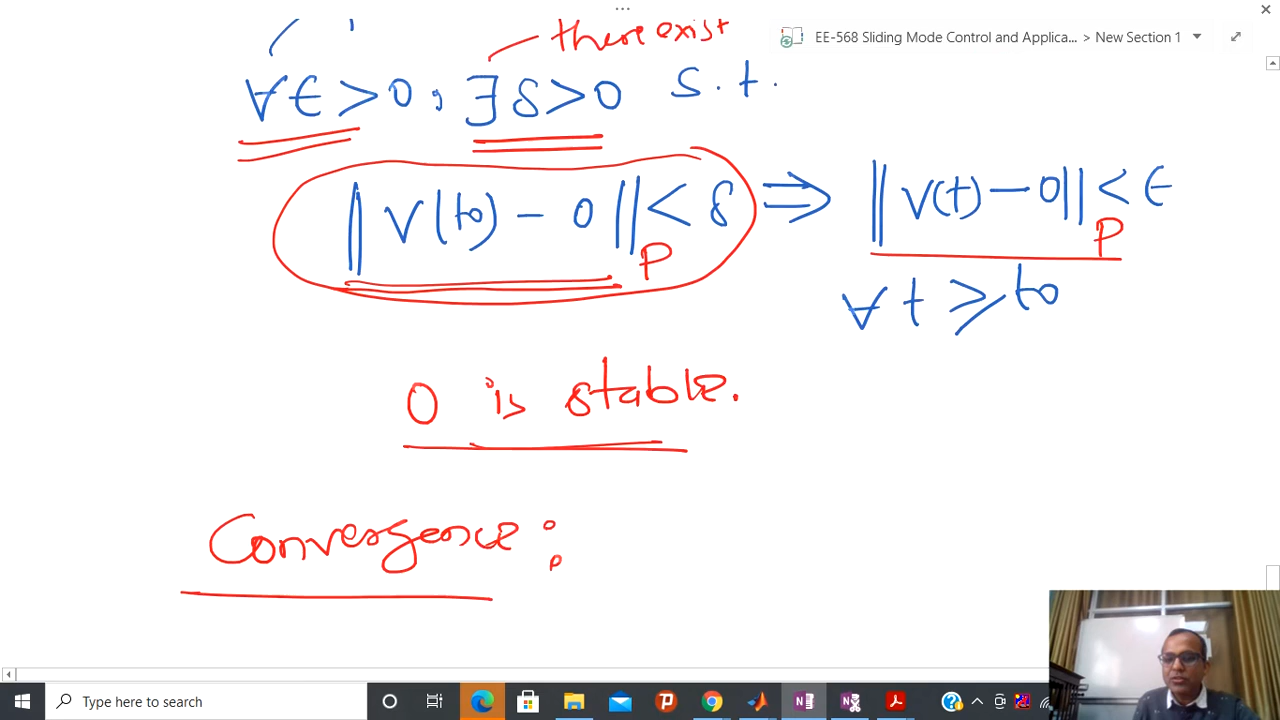 EE-568 Sliding Mode Control and Applica... > New Section 1
there exist
∀ ϵ > 0, ∃ δ > 0 s.t.
‖ v(t0) − 0 ‖p < δ ⇒ ‖ v(t) − 0 ‖p < ϵ
∀ t ⩾ t0
0 is stable.
Convergence :
Type here to search